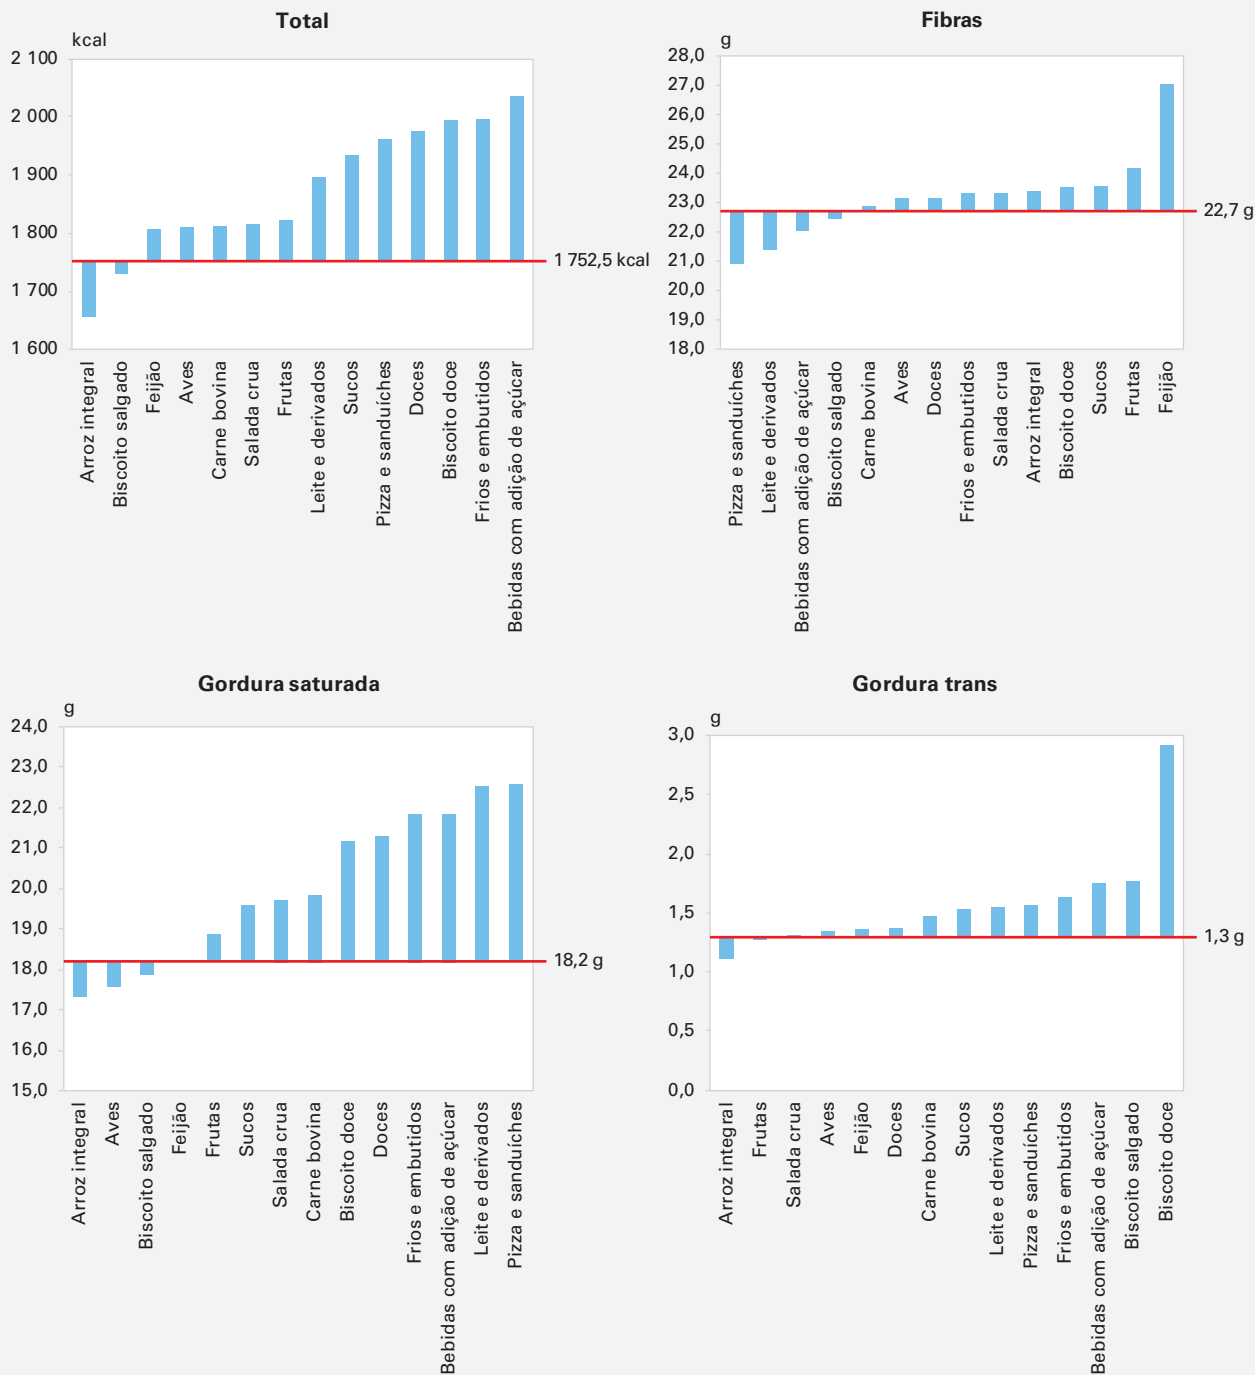 Total
kcal
2 100
2 000
1 900
1 800
1 700
1 600
1 752,5 kcal
Arroz integral
Biscoito salgado
Feijão
Aves
Carne bovina
Salada crua
Frutas
Leite e derivados
Sucos
Pizza e sanduíches
Doces
Biscoito doce
Frios e embutidos
Bebidas com adição de açúcar
Fibras
g
28,0
27,0
26,0
25,0
24,0
23,0
22,0
21,0
20,0
19,0
18,0
22,7 g
Pizza e sanduíches
Leite e derivados
Bebidas com adição de açúcar
Biscoito salgado
Carne bovina
Aves
Doces
Frios e embutidos
Salada crua
Arroz integral
Biscoito doce
Sucos
Frutas
Feijão
Gordura saturada
g
24,0
23,0
22,0
21,0
20,0
19,0
18,0
17,0
16,0
15,0
18,2 g
Arroz integral
Aves
Biscoito salgado
Feijão
Frutas
Sucos
Salada crua
Carne bovina
Biscoito doce
Doces
Frios e embutidos
Bebidas com adição de açúcar
Leite e derivados
Pizza e sanduíches
Gordura trans
g
3,0
2,5
2,0
1,5
1,0
0,5
0,0
1,3 g
Arroz integral
Frutas
Salada crua
Aves
Feijão
Doces
Carne bovina
Sucos
Leite e derivados
Pizza e sanduíches
Frios e embutidos
Bebidas com adição de açúcar
Biscoito salgado
Biscoito doce